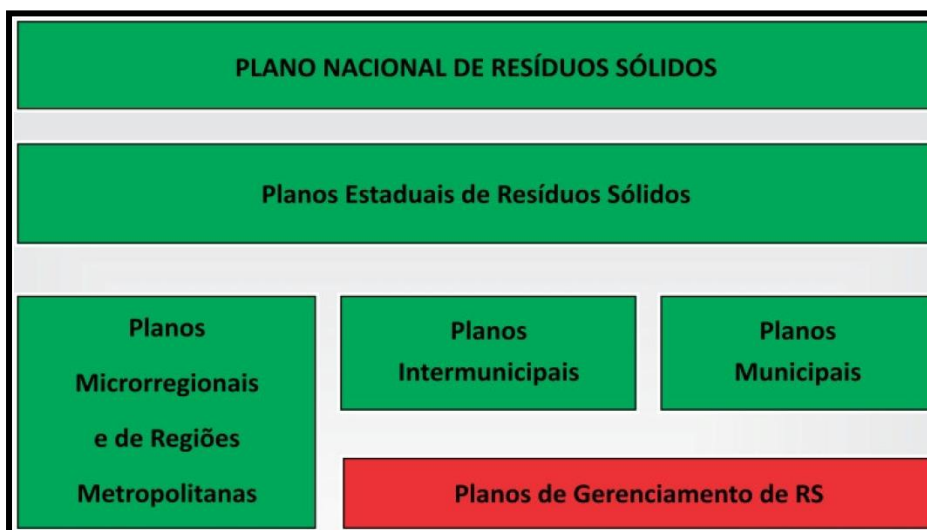 PLANO NACIONAL DE RESÍDUOS SÓLIDOS
Planos Estaduais de Resíduos Sólidos
Planos
Microrregionais
e de Regiões
Metropolitanas
Planos
Intermunicipais
Planos
Municipais
Planos de Gerenciamento de RS